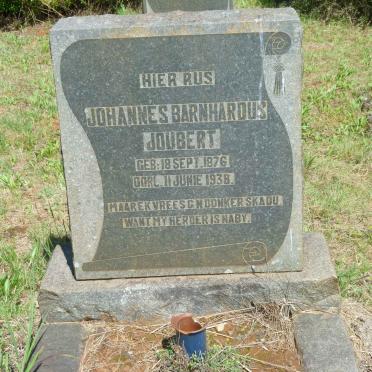 HIER RUS
JOHANNES BARNHARDUS
JOUBERT
GEB: 18 SEPT. 1876
OORL. 11 JUNIE 1938.
MAAR EK VREES G'N DONKER SKADU
WANT MY HERDER IS NABY.